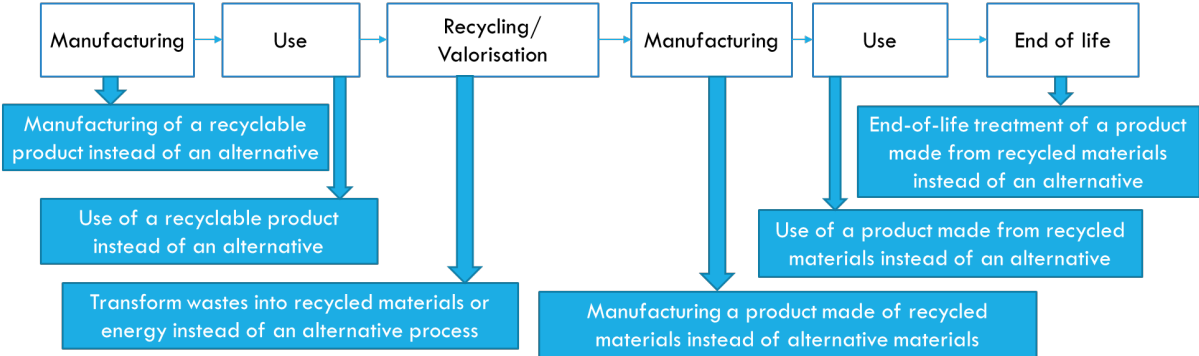 Manufacturing
Use
Recycling/
Valorisation
Manufacturing
Use
End of life
Manufacturing of a recyclable
product instead of an alternative
Use of a recyclable product
instead of an alternative
Transform wastes into recycled materials or
energy instead of an alternative process
Manufacturing a product made of recycled
materials instead of alternative materials
Use of a product made from recycled
materials instead of an alternative
End-of-life treatment of a product
made from recycled materials
instead of an alternative